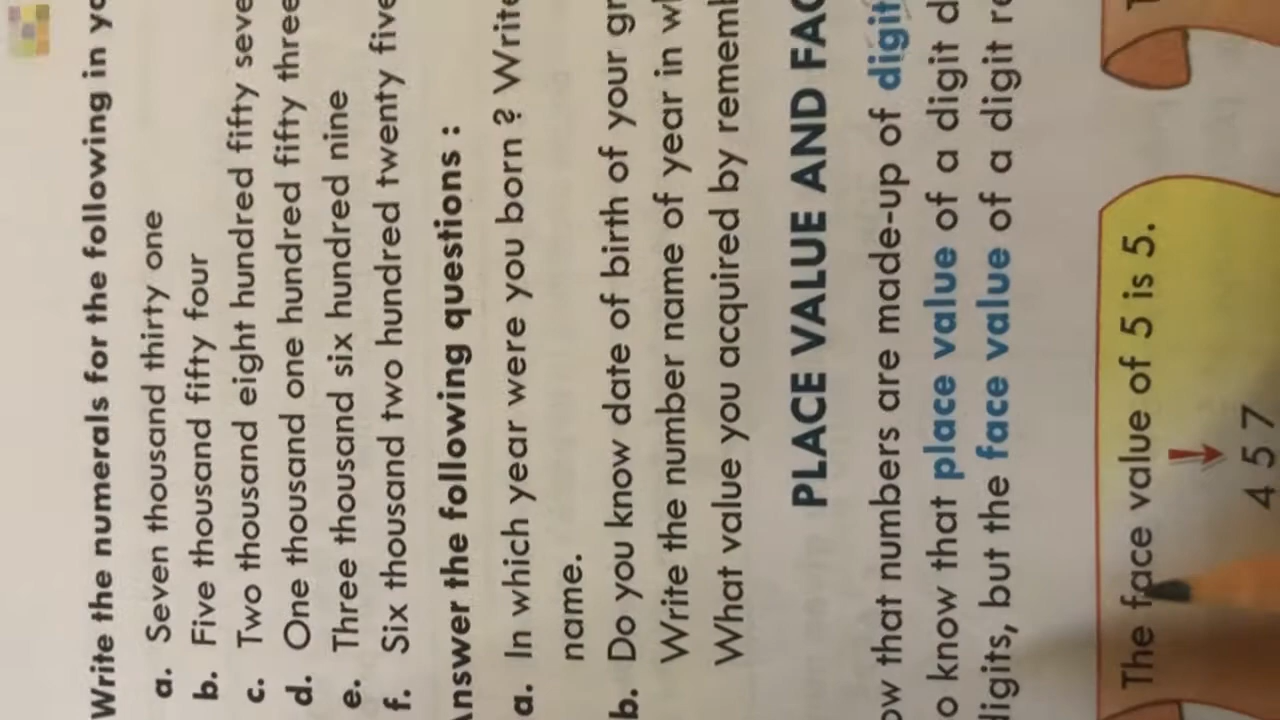 Write the numerals for the following in
a. Seven thousand thirty one
b. Five thousand fifty four
c. Two thousand eight hundred fifty
d. One thousand one hundred fifty three
e. Three thousand six hundred nine
f. Six thousand two hundred twenty five
Answer the following questions :
a. In which year were you born ? Write
name.
b. Do you know date of birth of your
Write the number name of year in
What value you acquired by
PLACE VALUE AND
that numbers are made-up of digit
know that place value of a digit
digits, but the face value of a digit
The face value of 5 is 5.
4 5 7